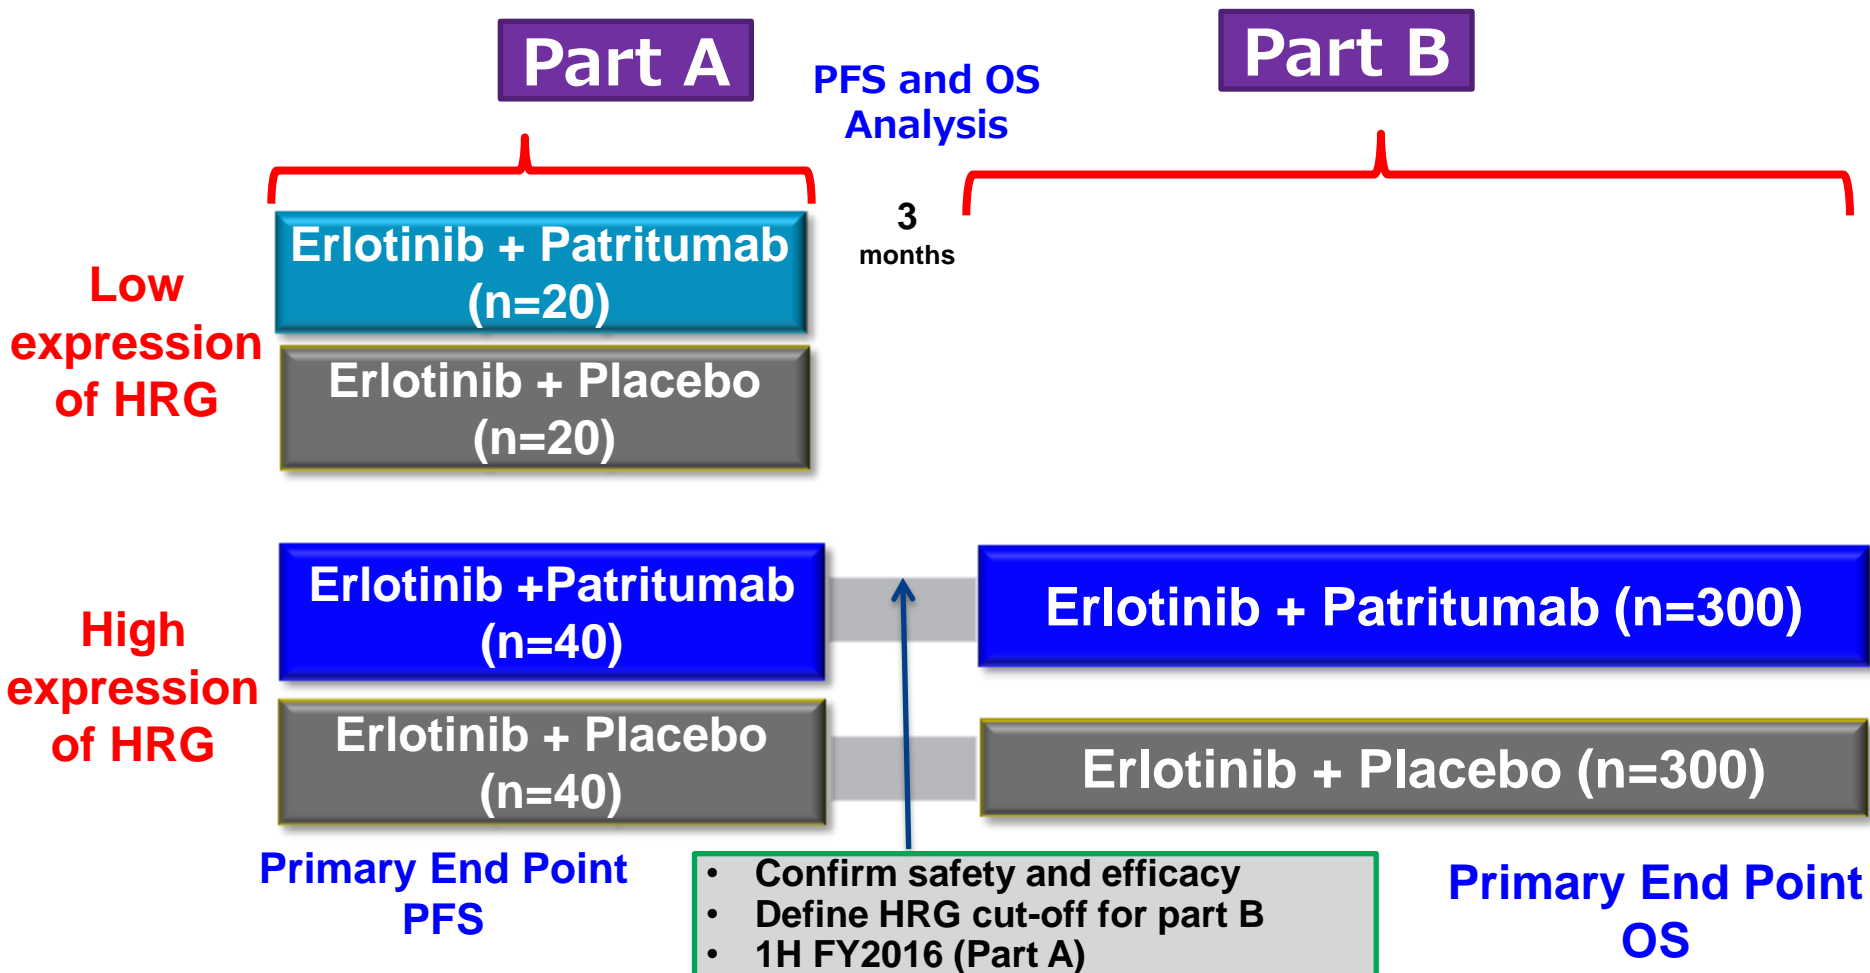 Part A
PFS and OS
Analysis
Part B
3
months
Low
expression
of HRG
Erlotinib + Patritumab
(n=20)
Erlotinib + Placebo
(n=20)
High
expression
of HRG
Erlotinib +Patritumab
(n=40)
Erlotinib + Patritumab (n=300)
Erlotinib + Placebo
(n=40)
Erlotinib + Placebo (n=300)
Primary End Point
PFS
• Confirm safety and efficacy
• Define HRG cut-off for part B
• 1H FY2016 (Part A)
Primary End Point
OS